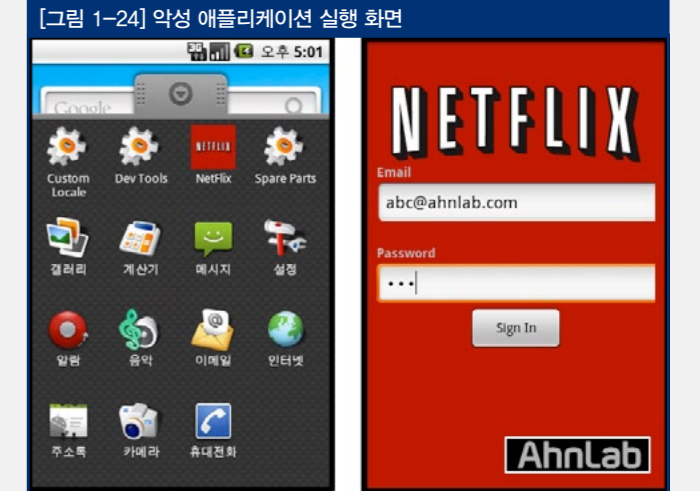 [그림 1-24] 악성 애플리케이션 실행 화면
3G 오후 5:01
Google
Custom Locale
Dev Tools
NETFLIX
NetFlix
Spare Parts
갤러리
계산기
메시지
설정
알람
음악
이메일
인터넷
주소록
카메라
휴대전화
NETFLIX
Email
abc@ahnlab.com
Password
•••
Sign In
AhnLab